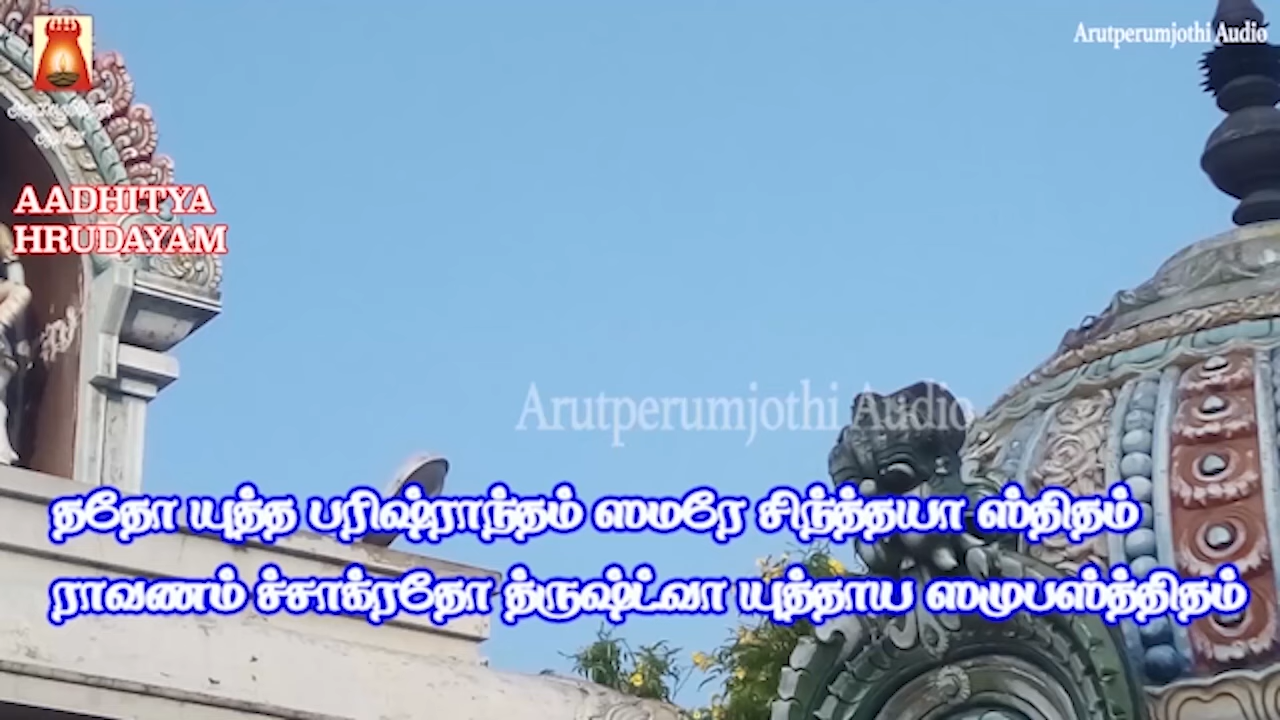 Arutperumjothi Audio
AADHITYA
HRUDAYAM
Arutperumjothi Audio
ததோ யுத்த பரிஷ்ராந்தம் ஸமரே சிந்த்தயா ஸ்திதம்
ராவணம் ச்சாக்ரதோ த்ருஷ்ட்வா யுத்தாய ஸமுபஸ்த்திதம்